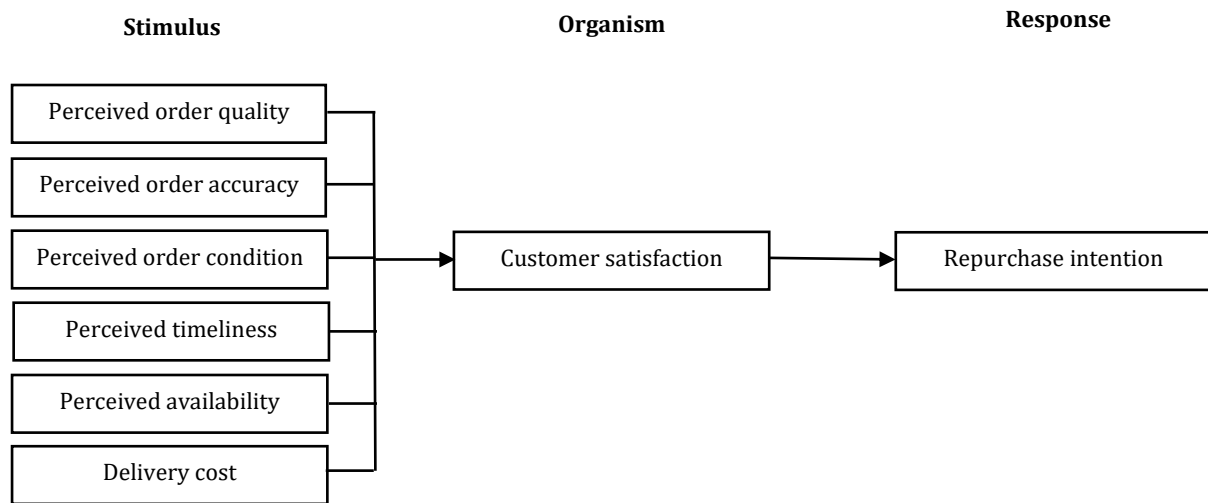 Stimulus
Organism
Response
Perceived order quality
Perceived order accuracy
Perceived order condition
Customer satisfaction
Repurchase intention
Perceived timeliness
Perceived availability
Delivery cost